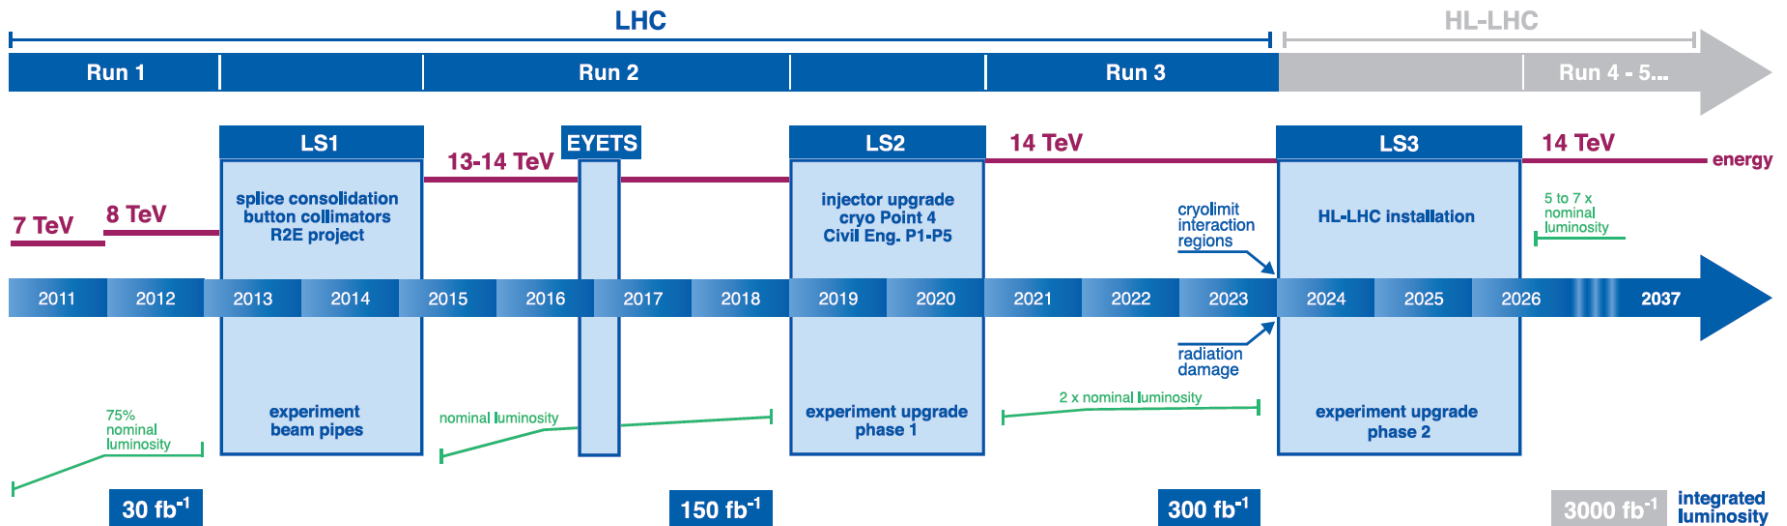 LHC
HL-LHC
Run 1
Run 2
Run 3
Run 4 - 5...
LS1
EYETS
LS2
LS3
13-14 TeV
14 TeV
14 TeV
energy
7 TeV
8 TeV
splice consolidation
button collimators
R2E project
injector upgrade
cryo Point 4
Civil Eng. P1-P5
cryolimit
interaction
regions
HL-LHC installation
5 to 7 x
nominal
luminosity
2011
2012
2013
2014
2015
2016
2017
2018
2019
2020
2021
2022
2023
2024
2025
2026
2037
radiation
damage
75%
nominal
luminosity
experiment
beam pipes
nominal luminosity
experiment upgrade
phase 1
2 x nominal luminosity
experiment upgrade
phase 2
30 fb⁻¹
150 fb⁻¹
300 fb⁻¹
3000 fb⁻¹
integrated
luminosity